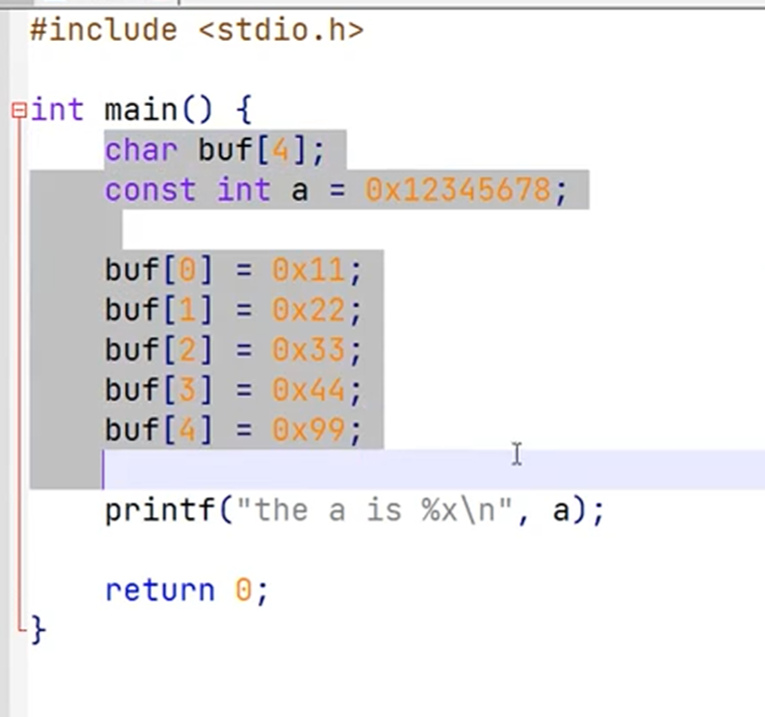 #include <stdio.h>
int main() {
char buf[4];
const int a = 0x12345678;
buf[0] = 0x11;
buf[1] = 0x22;
buf[2] = 0x33;
buf[3] = 0x44;
buf[4] = 0x99;
printf("the a is %x\n", a);
return 0;
}